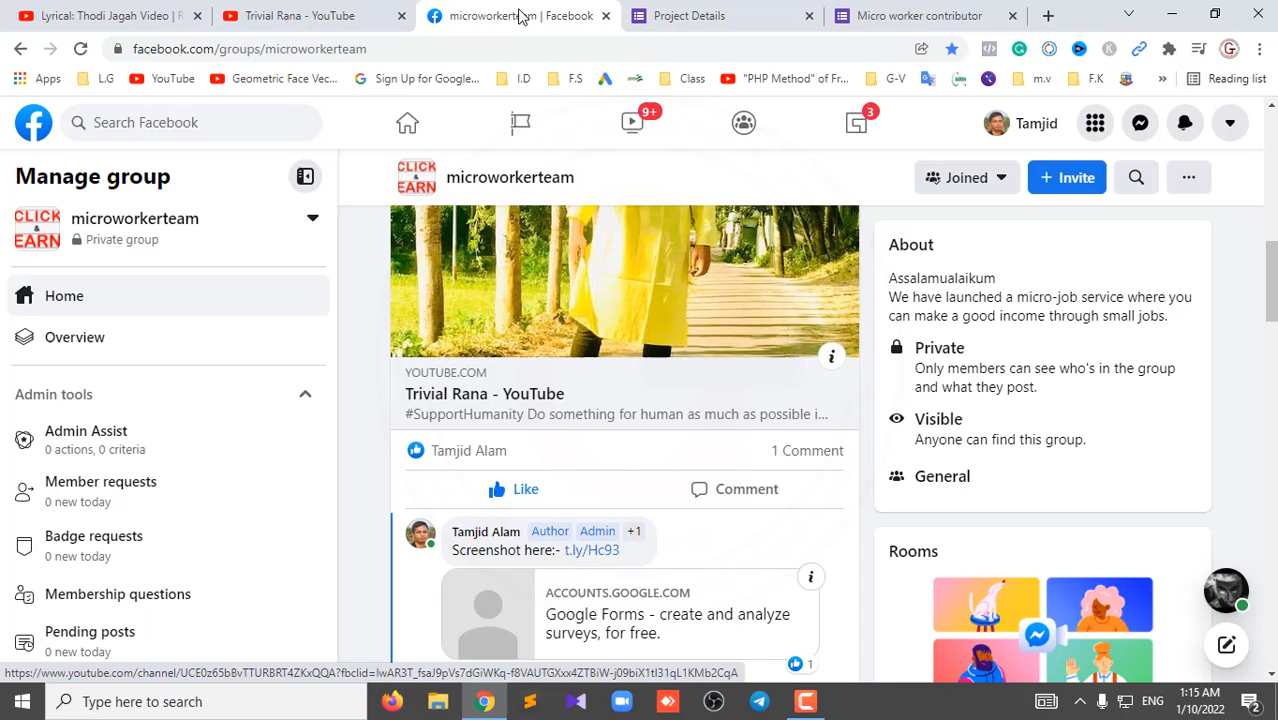 Lyrical: Thodi Jagah Video | R
Trivial Rana - YouTube
microworkerteam | Facebook
Project Details
Micro worker contributor
facebook.com/groups/microworkerteam
Apps
L.G
YouTube
Geometric Face Vec...
Sign Up for Google...
I.D
F.S
Class
"PHP Method" of Fr...
G-V
m.v
F.K
Reading list
Search Facebook
9+
3
Tamjid
Manage group
microworkerteam
Private group
Home
Overview
Admin tools
Admin Assist
0 actions, 0 criteria
Member requests
0 new today
Badge requests
0 new today
Membership questions
Pending posts
0 new today
CLICK
&
EARN
CLICK
&
EARN
microworkerteam
Joined
+ Invite
YOUTUBE.COM
Trivial Rana - YouTube
#SupportHumanity Do something for human as much as possible i...
Tamjid Alam
1 Comment
Like
Comment
Tamjid Alam Author Admin +1
Screenshot here:- t.ly/Hc93
ACCOUNTS.GOOGLE.COM
Google Forms - create and analyze
surveys, for free.
1
About
Assalamualaikum
We have launched a micro-job service where you
can make a good income through small jobs.
Private
Only members can see who's in the group
and what they post.
Visible
Anyone can find this group.
General
Rooms
Type here to search
ENG
1:15 AM
1/10/2022
2